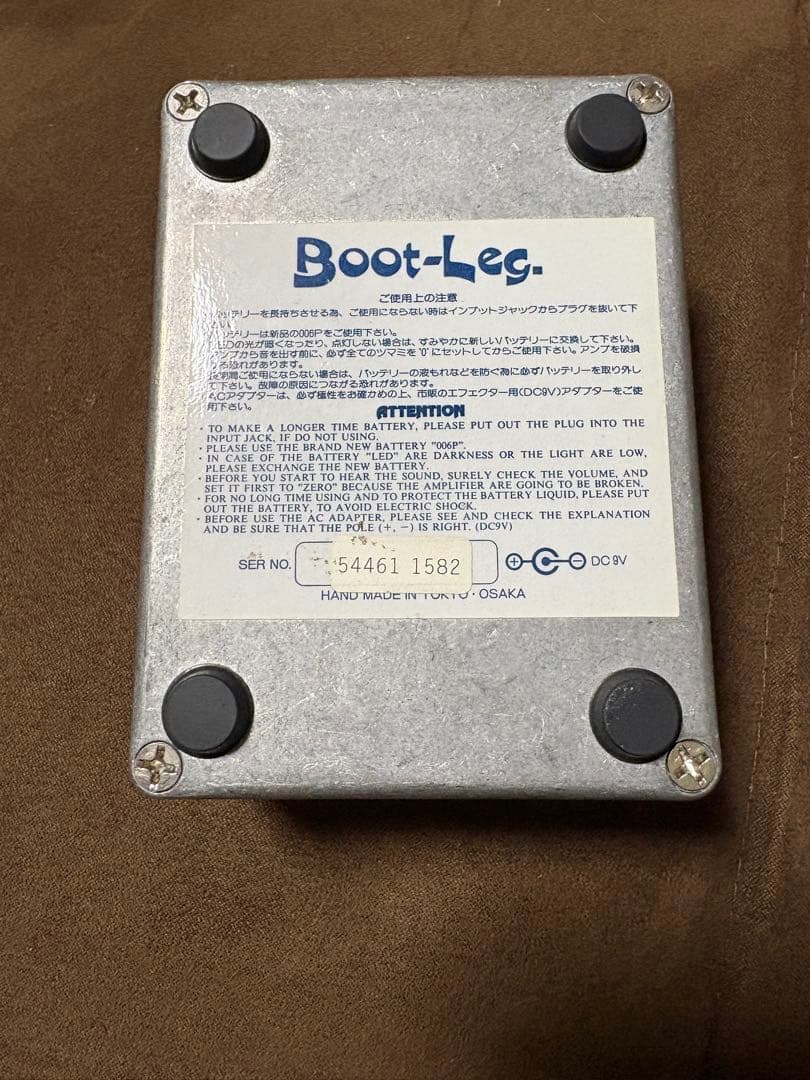 Boot-Leg.
ご使用上の注意
バッテリーを長持ちさせる為、ご使用にならない時はインプットジャックからプラグを抜いて下
さい。
バッテリーは新品の006Pをご使用下さい。
LEDの光が暗くなったり、点灯しない場合は、すみやかに新しいバッテリーに交換して下さい。
アンプから音を出す前に、必ず全てのツマミを'0'にセットしてからご使用下さい。アンプを破損
する恐れがあります。
長期間ご使用にならない場合は、バッテリーの液もれなどを防ぐ為に必ずバッテリーを取り外し
て下さい。故障の原因につながる恐れがあります。
ACアダプターは、必ず極性をお確かめの上、市販のエフェクター用(DC9V)アダプターをご使
用下さい。
ATTENTION
· TO MAKE A LONGER TIME BATTERY, PLEASE PUT OUT THE PLUG INTO THE
INPUT JACK, IF DO NOT USING.
· PLEASE USE THE BRAND NEW BATTERY "006P".
· IN CASE OF THE BATTERY "LED" ARE DARKNESS OR THE LIGHT ARE LOW,
PLEASE EXCHANGE THE NEW BATTERY.
· BEFORE YOU START TO HEAR THE SOUND, SURELY CHECK THE VOLUME, AND
SET IT FIRST TO "ZERO" BECAUSE THE AMPLIFIER ARE GOING TO BE BROKEN.
· FOR NO LONG TIME USING AND TO PROTECT THE BATTERY LIQUID, PLEASE PUT
OUT THE BATTERY, TO AVOID ELECTRIC SHOCK.
· BEFORE USE THE AC ADAPTER, PLEASE SEE AND CHECK THE EXPLANATION
AND BE SURE THAT THE POLE (+, −) IS RIGHT. (DC9V)
SER NO. 54461 1582 DC 9V
HAND MADE IN TOKYO · OSAKA